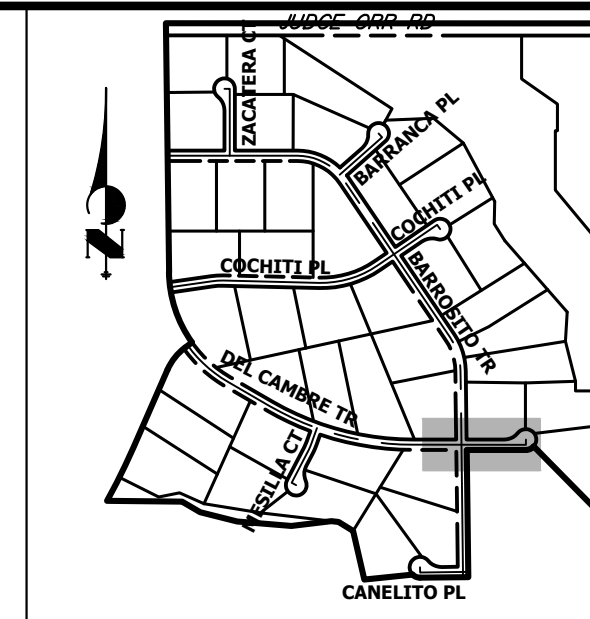 JUDGE ORR RD
ZACATERA CT
BARRANCA PL
COCHITI PL
BARROSITO TR
COCHITI PL
DEL CAMBRE TR
MESILLA CT
CANELITO PL
N